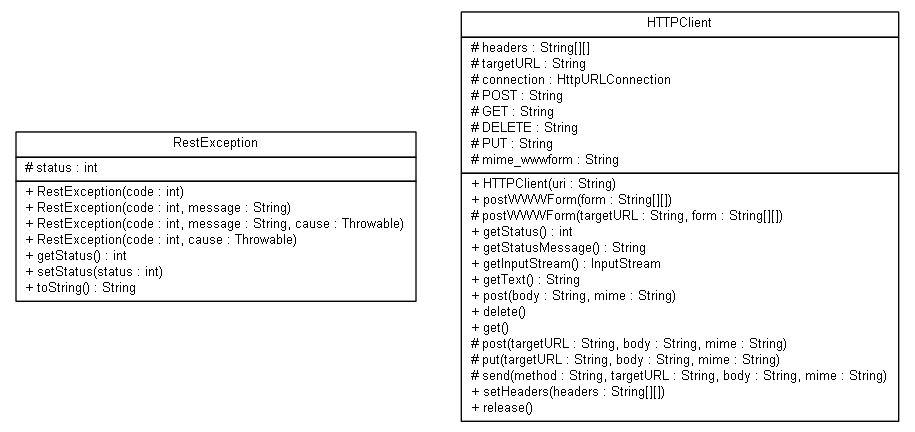 RestException
# status : int
+ RestException(code : int)
+ RestException(code : int, message : String)
+ RestException(code : int, message : String, cause : Throwable)
+ RestException(code : int, cause : Throwable)
+ getStatus() : int
+ setStatus(status : int)
+ toString() : String
HTTPClient
# headers : String[][]
# targetURL : String
# connection : HttpURLConnection
# POST : String
# GET : String
# DELETE : String
# PUT : String
# mime_wwwform : String
+ HTTPClient(uri : String)
+ postWWWForm(form : String[][])
# postWWWForm(targetURL : String, form : String[][])
+ getStatus() : int
+ getStatusMessage() : String
+ getInputStream() : InputStream
+ getText() : String
+ post(body : String, mime : String)
+ delete()
+ get()
# post(targetURL : String, body : String, mime : String)
# put(targetURL : String, body : String, mime : String)
# send(method : String, targetURL : String, body : String, mime : String)
+ setHeaders(headers : String[][])
+ release()